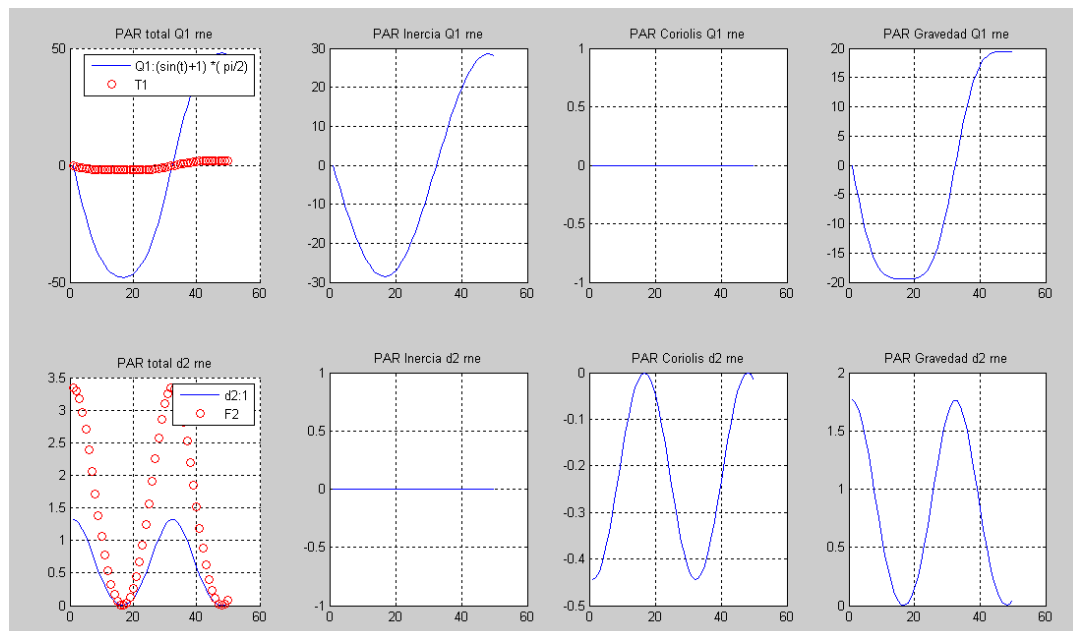 PAR total Q1 rne
PAR Inercia Q1 rne
PAR Coriolis Q1 rne
PAR Gravedad Q1 rne
50
0
-50
Q1:(sin(t)+1) *( pi/2)
T1
0 20 40 60
30
20
10
0
-10
-20
-30
0 20 40 60
1
0.5
0
-0.5
-1
0 20 40 60
20
15
10
5
0
-5
-10
-15
-20
0 20 40 60
PAR total d2 rne
PAR Inercia d2 rne
PAR Coriolis d2 rne
PAR Gravedad d2 rne
3.5
3
2.5
2
1.5
1
0.5
0
d2:1
F2
0 20 40 60
1
0.5
0
-0.5
-1
0 20 40 60
0
-0.1
-0.2
-0.3
-0.4
-0.5
0 20 40 60
2
1.5
1
0.5
0
0 20 40 60